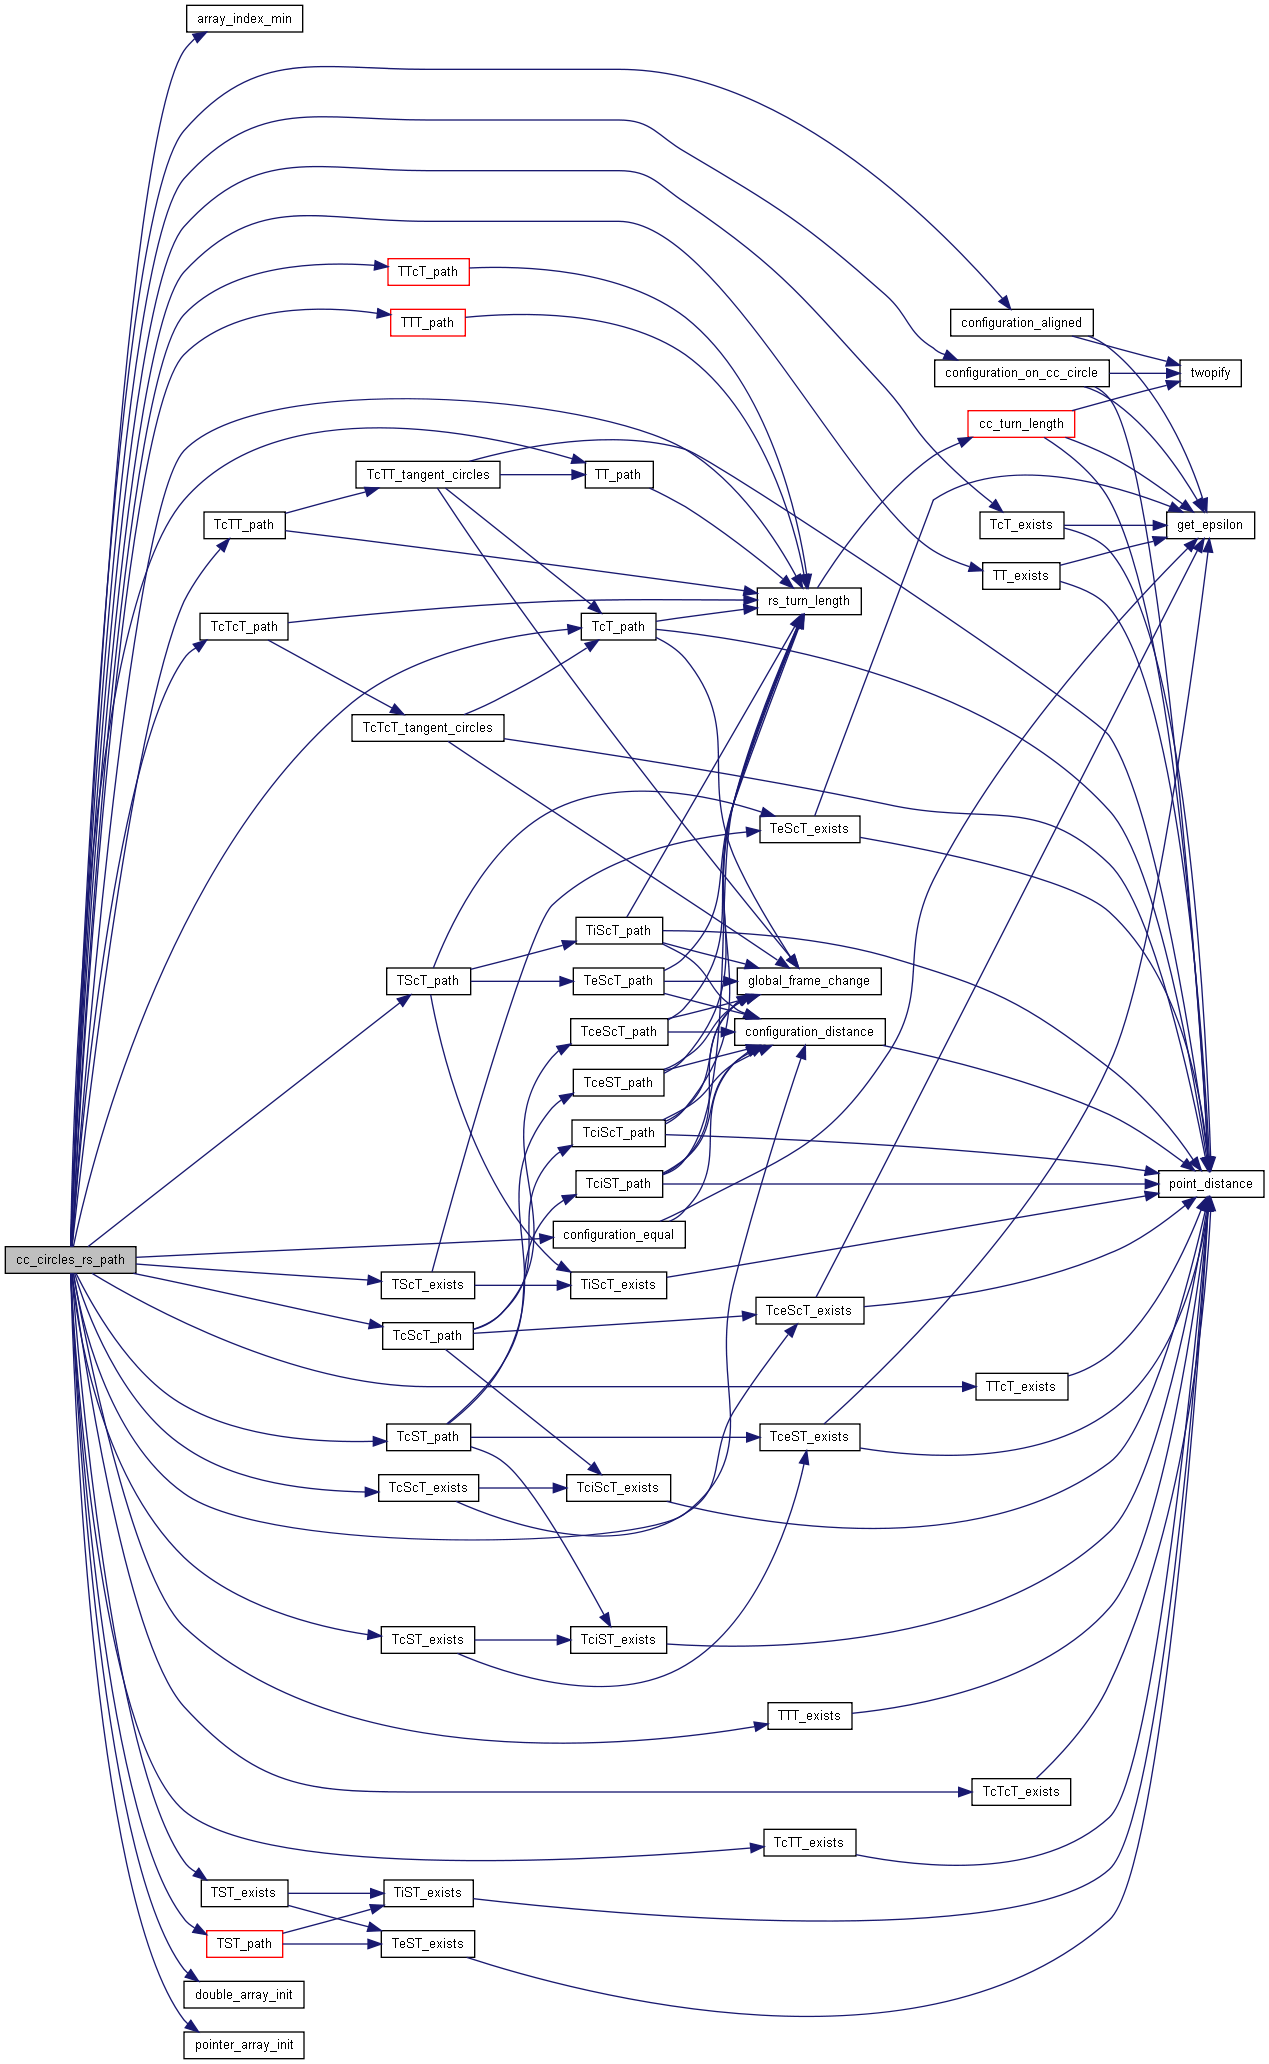 array_index_min
TTcT_path
configuration_aligned
TTT_path
configuration_on_cc_circle
twopify
cc_turn_length
TcTT_tangent_circles
TT_path
TcTT_path
TcT_exists
get_epsilon
TT_exists
rs_turn_length
TcTcT_path
TcT_path
TcTcT_tangent_circles
TeScT_exists
TiScT_path
TScT_path
TeScT_path
global_frame_change
TceScT_path
configuration_distance
TceST_path
TciScT_path
TciST_path
point_distance
configuration_equal
cc_circles_rs_path
TScT_exists
TiScT_exists
TceScT_exists
TcScT_path
TTcT_exists
TcST_path
TceST_exists
TcScT_exists
TciScT_exists
TcST_exists
TciST_exists
TTT_exists
TcTcT_exists
TcTT_exists
TST_exists
TiST_exists
TST_path
TeST_exists
double_array_init
pointer_array_init